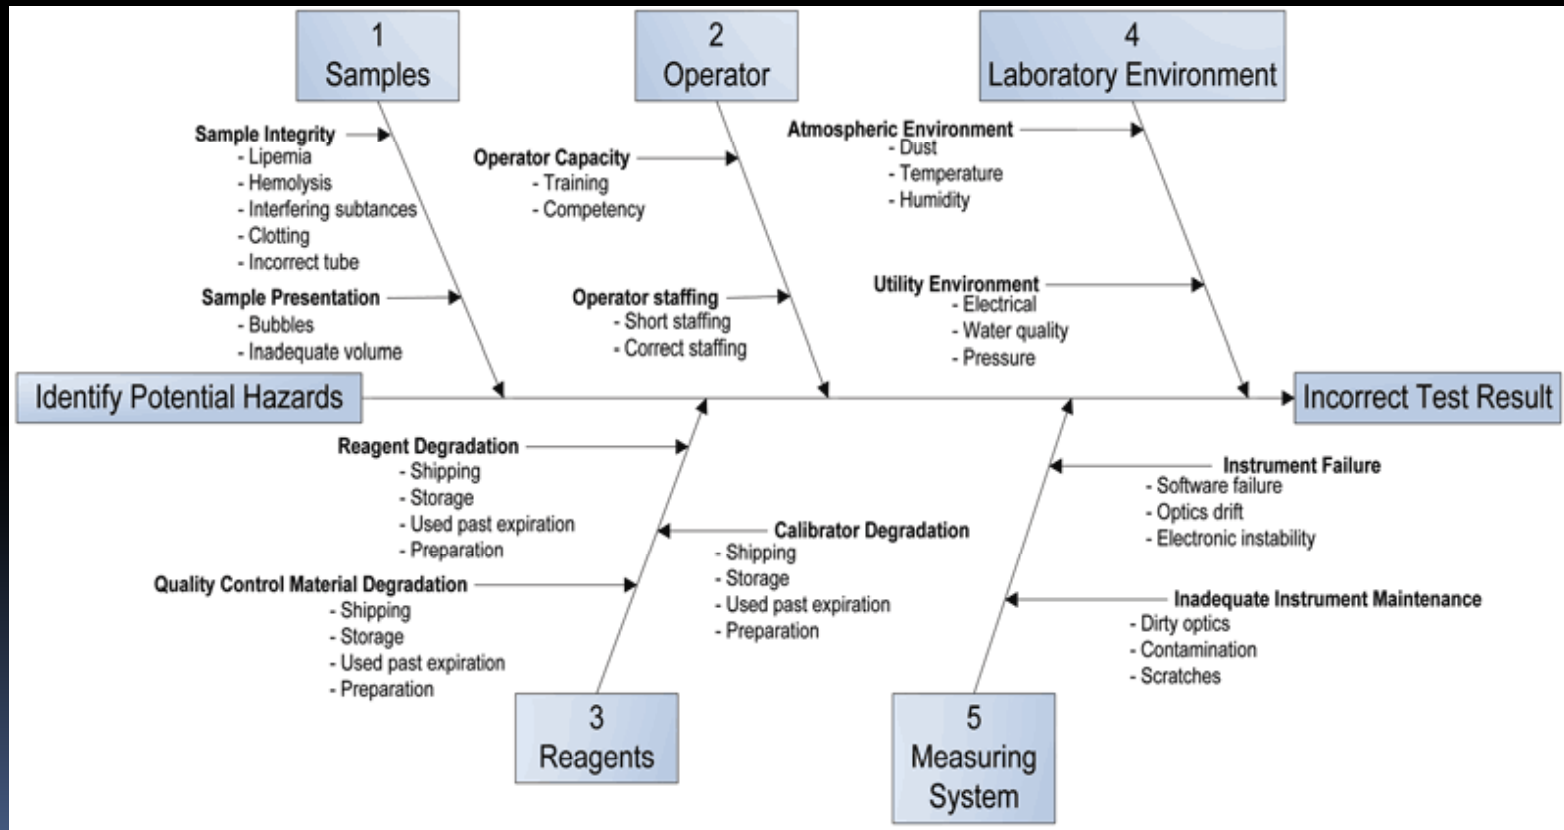 1
Samples
Sample Integrity
- Lipemia
- Hemolysis
- Interfering subtances
- Clotting
- Incorrect tube
Sample Presentation
- Bubbles
- Inadequate volume
2
Operator
Operator Capacity
- Training
- Competency
Operator staffing
- Short staffing
- Correct staffing
4
Laboratory Environment
Atmospheric Environment
- Dust
- Temperature
- Humidity
Utility Environment
- Electrical
- Water quality
- Pressure
Identify Potential Hazards
Incorrect Test Result
Reagent Degradation
- Shipping
- Storage
- Used past expiration
- Preparation
Quality Control Material Degradation
- Shipping
- Storage
- Used past expiration
- Preparation
Calibrator Degradation
- Shipping
- Storage
- Used past expiration
- Preparation
3
Reagents
Instrument Failure
- Software failure
- Optics drift
- Electronic instability
Inadequate Instrument Maintenance
- Dirty optics
- Contamination
- Scratches
5
Measuring
System